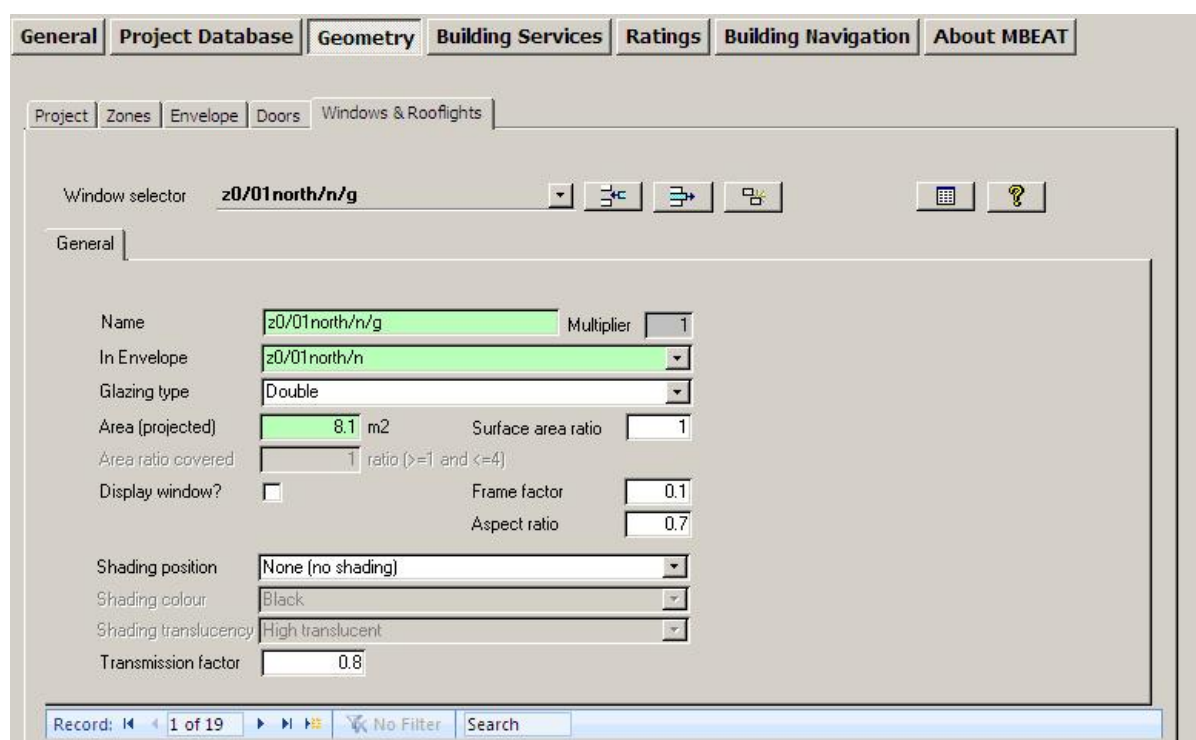 General Project Database Geometry Building Services Ratings Building Navigation About MBEAT
Project Zones Envelope Doors Windows & Rooflights
Window selector z0/01north/n/g
General
Name z0/01north/n/g Multiplier 1
In Envelope z0/01north/n
Glazing type Double
Area (projected) 8.1 m2 Surface area ratio 1
Area ratio covered 1 ratio (>=1 and <=4)
Display window? Frame factor 0.1
Aspect ratio 0.7
Shading position None (no shading)
Shading colour Black
Shading translucency High translucent
Transmission factor 0.8
Record: 1 of 19 No Filter Search